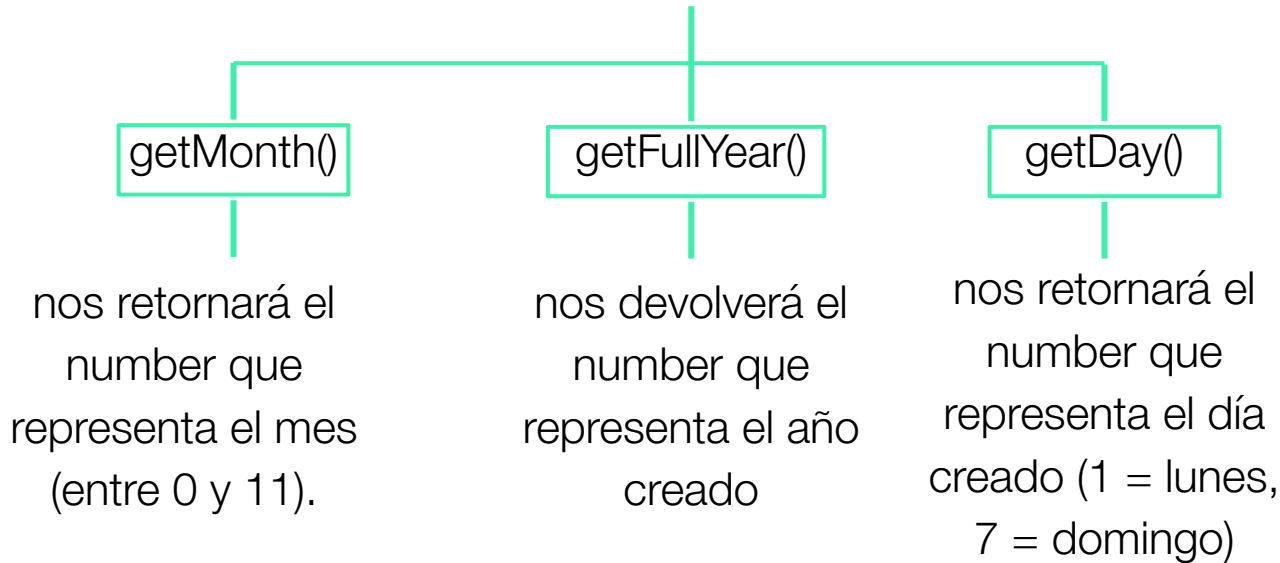 getMonth()
nos retornará el
number que
representa el mes
(entre 0 y 11).
getFullYear()
nos devolverá el
number que
representa el año
creado
getDay()
nos retornará el
number que
representa el día
creado (1 = lunes,
7 = domingo)